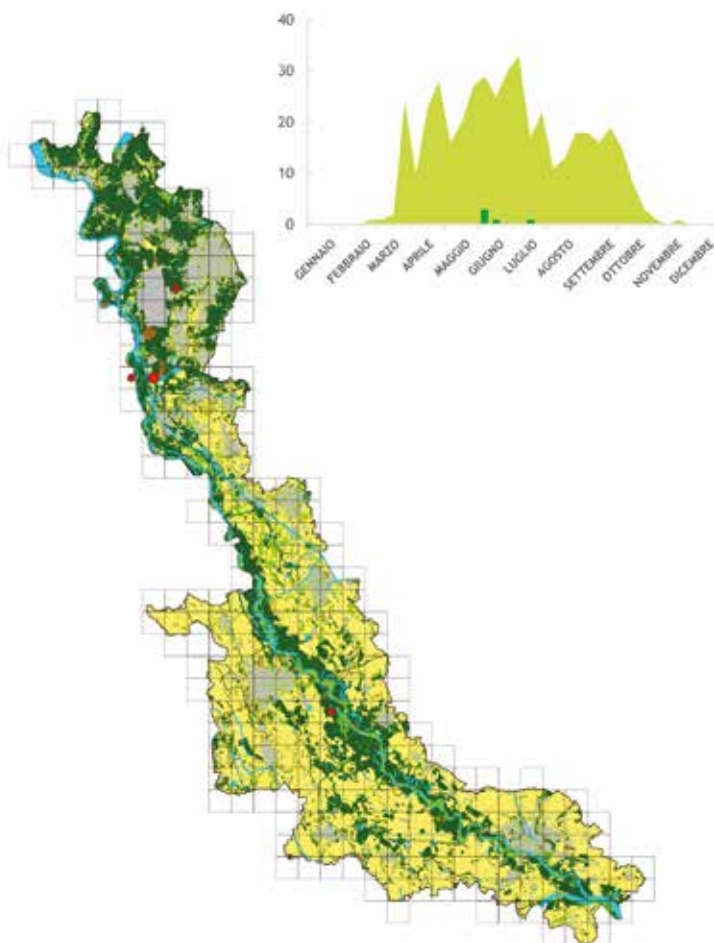 40
30
20
10
0
GENNAIO
FEBBRAIO
MARZO
APRILE
MAGGIO
GIUGNO
LUGLIO
AGOSTO
SETTEMBRE
OTTOBRE
NOVEMBRE
DICEMBRE